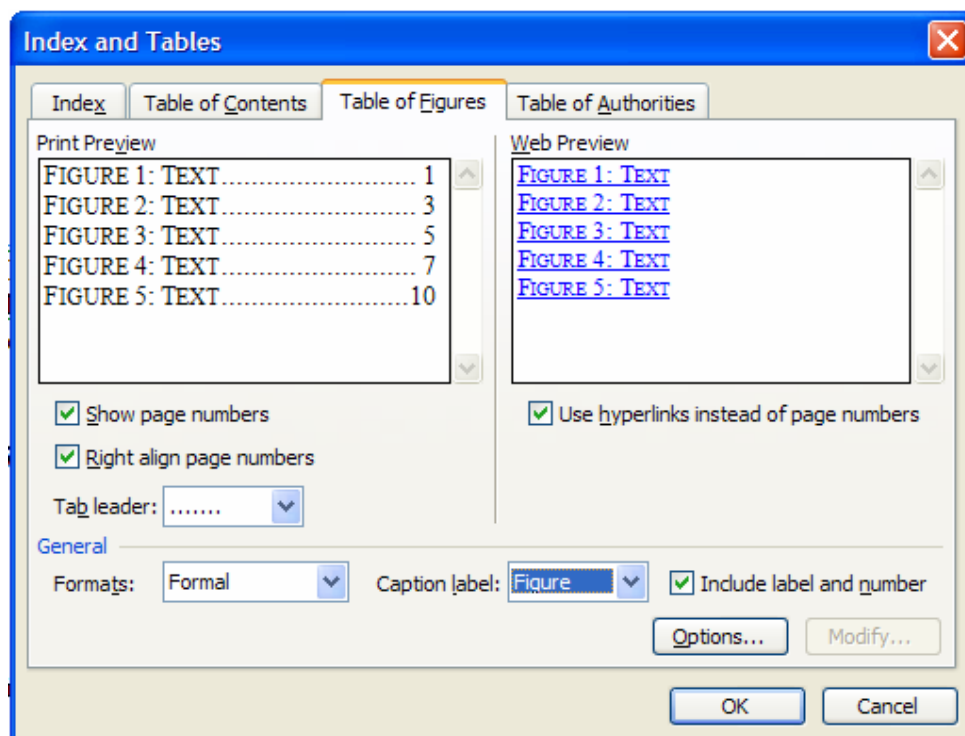 Index and Tables
Index Table of Contents Table of Figures Table of Authorities
Print Preview
FIGURE 1: TEXT........................... 1
FIGURE 2: TEXT........................... 3
FIGURE 3: TEXT........................... 5
FIGURE 4: TEXT........................... 7
FIGURE 5: TEXT.........................10
Web Preview
FIGURE 1: TEXT
FIGURE 2: TEXT
FIGURE 3: TEXT
FIGURE 4: TEXT
FIGURE 5: TEXT
Show page numbers
Right align page numbers
Tab leader: .......
Use hyperlinks instead of page numbers
General
Formats: Formal Caption label: Figure Include label and number
Options... Modify...
OK Cancel